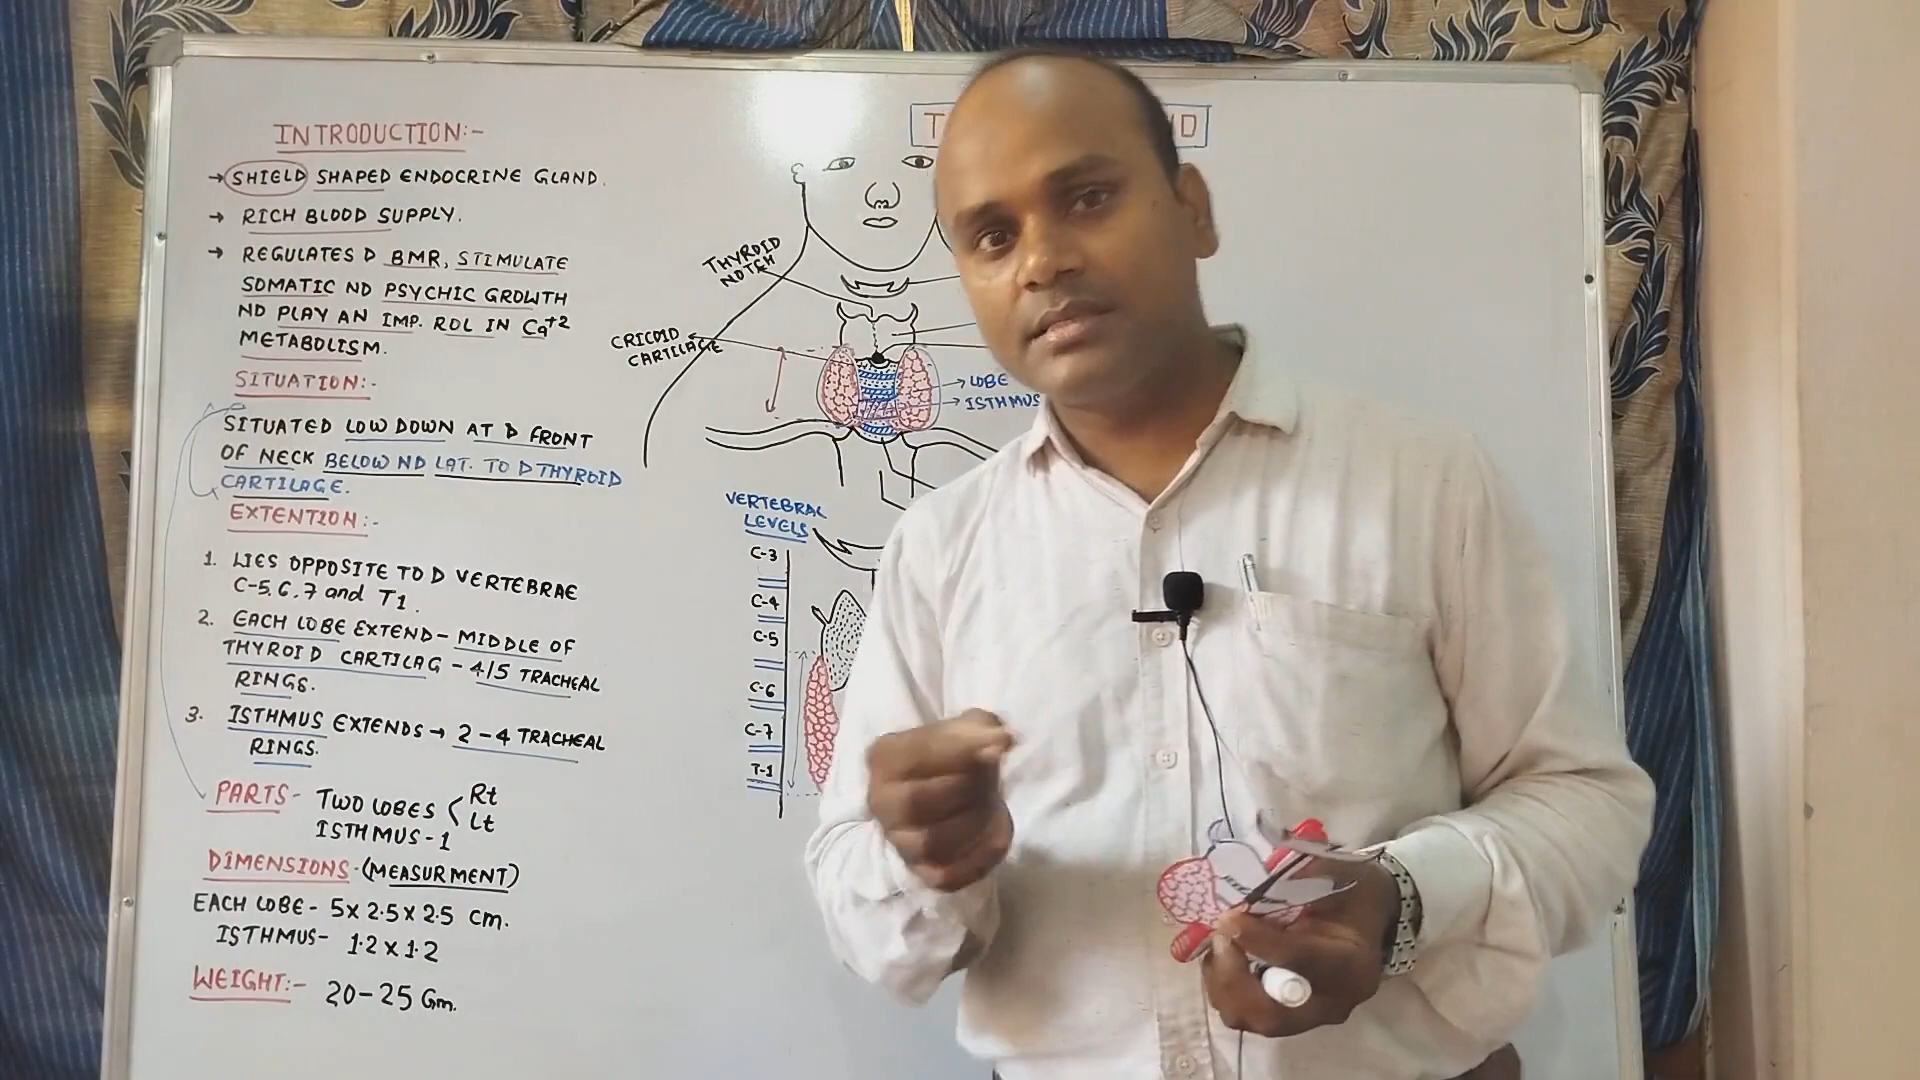 INTRODUCTION:-
→ SHIELD SHAPED ENDOCRINE GLAND.
→ RICH BLOOD SUPPLY.
→ REGULATES D BMR, STIMULATE
SOMATIC ND PSYCHIC GROWTH
ND PLAY AN IMP. ROL IN Ca+2
METABOLISM.
SITUATION:-
SITUATED LOW DOWN AT D FRONT
OF NECK BELOW ND LAT. TO D THYROID
CARTILAGE.
EXTENTION:-
1. LIES OPPOSITE TO D VERTEBRAE
C-5.6.7 and T1.
2. EACH LOBE EXTEND- MIDDLE OF
THYROID CARTILAG - 4/5 TRACHEAL
RINGS.
3. ISTHMUS EXTENDS → 2-4 TRACHEAL
RINGS.
PARTS- TWO LOBES < Rt
Lt
ISTHMUS-1
DIMENSIONS-(MEASURMENT)
EACH LOBE- 5x 2.5x 2.5 cm.
ISTHMUS- 1.2 x 1.2
WEIGHT:- 20-25 Gm.
THYROID
NOTCH
CRICOID
CARTILAGE
→ LOBE
→ ISTHMUS
VERTEBRAL
LEVELS
C-3
C-4
C-5
C-6
C-7
T-1